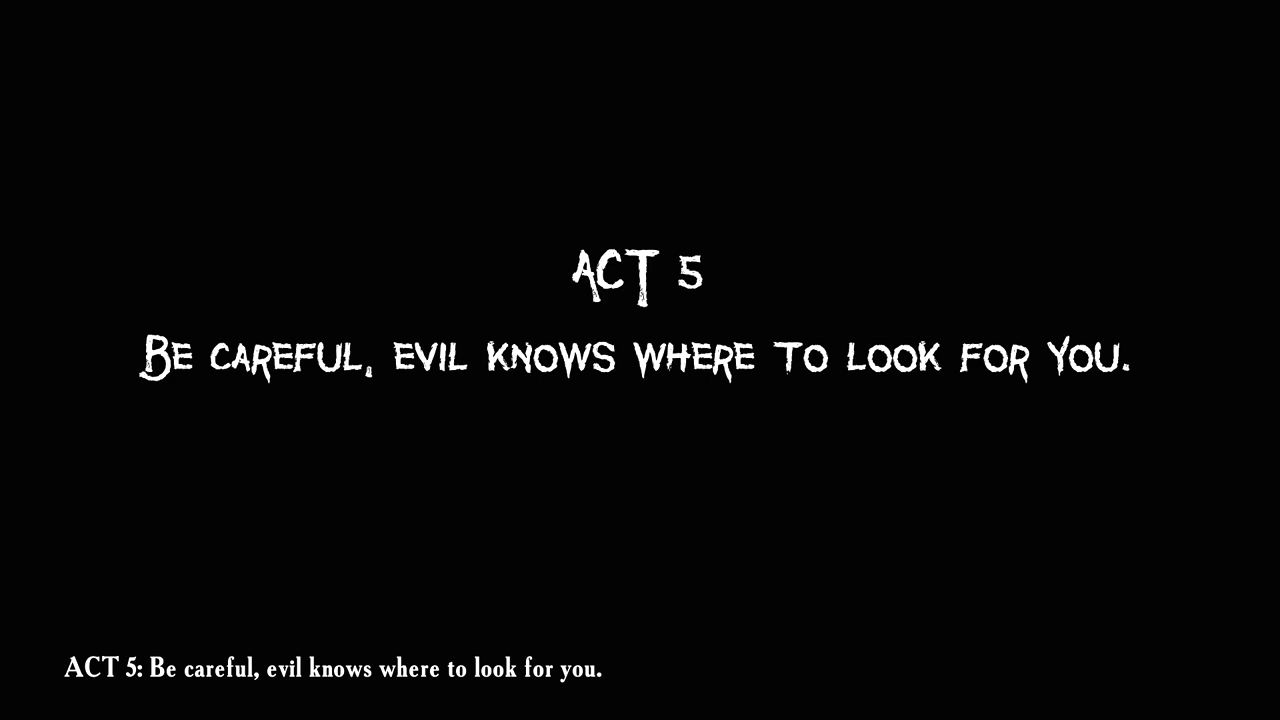 ACT 5
Be careful, evil knows where to look for you.
ACT 5: Be careful, evil knows where to look for you.